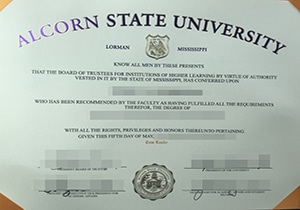 ALCORN STATE UNIVERSITY
LORMAN MISSISSIPPI
KNOW ALL MEN BY THESE PRESENTS
THAT THE BOARD OF TRUSTEES FOR INSTITUTIONS OF HIGHER LEARNING BY VIRTUE OF AUTHORITY
VESTED IN IT BY THE STATE OF MISSISSIPPI, HAS CONFERRED UPON
WHO HAS BEEN RECOMMENDED BY THE FACULTY AS HAVING FULFILLED ALL THE REQUIREMENTS
THEREFOR, THE DEGREE OF
WITH ALL THE RIGHTS, PRIVILEGES AND HONORS THEREUNTO PERTAINING
GIVEN THIS FIFTH DAY OF MAY,
Cum Laude